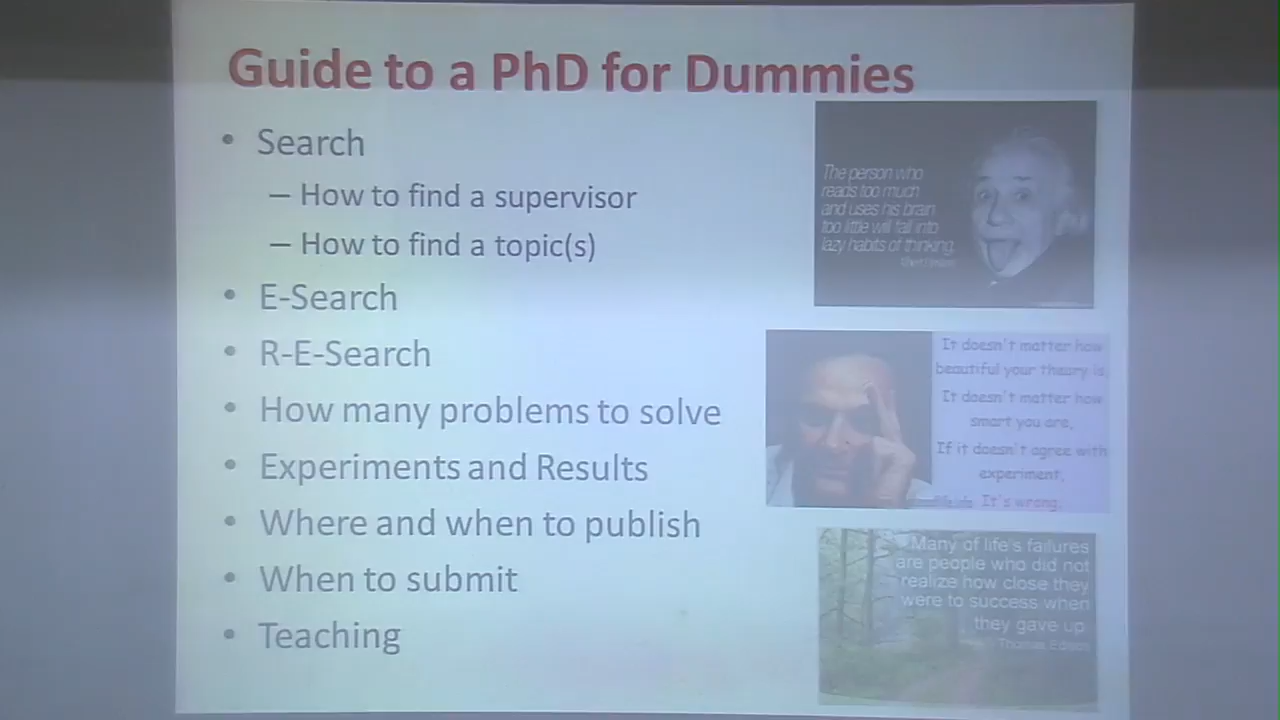 Guide to a PhD for Dummies
• Search
– How to find a supervisor
– How to find a topic(s)
• E-Search
• R-E-Search
• How many problems to solve
• Experiments and Results
• Where and when to publish
• When to submit
• Teaching
The person who
reads too much
and uses his brain
too little will fall into
lazy habits of thinking.
It doesn't matter how
beautiful your theory is,
It doesn't matter how
smart you are,
If it doesn't agree with
experiment,
It's wrong.
Many of life's failures
are people who did not
realize how close they
were to success when
they gave up.
- Thomas Edison